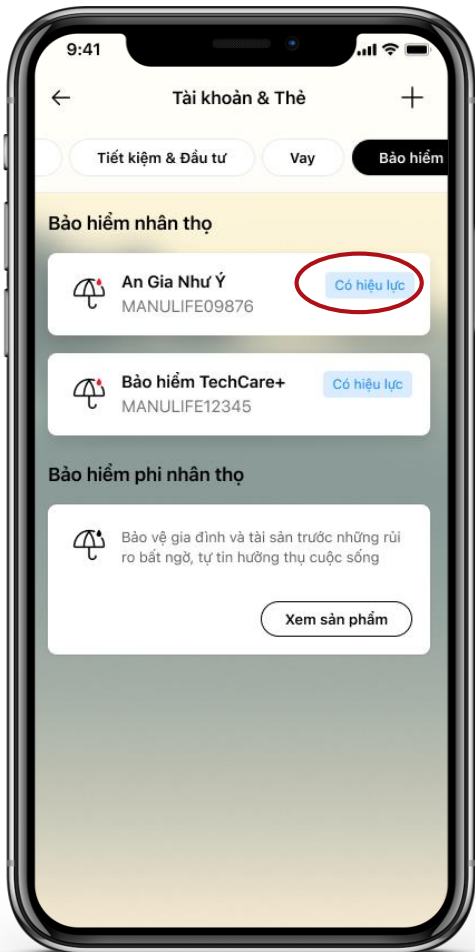 9:41
Tài khoản & Thẻ
Tiết kiệm & Đầu tư
Vay
Bảo hiểm
Bảo hiểm nhân thọ
An Gia Như Ý
Có hiệu lực
MANULIFE09876
Bảo hiểm TechCare+
Có hiệu lực
MANULIFE12345
Bảo hiểm phi nhân thọ
Bảo vệ gia đình và tài sản trước những rủi
ro bất ngờ, tự tin hưởng thụ cuộc sống
Xem sản phẩm